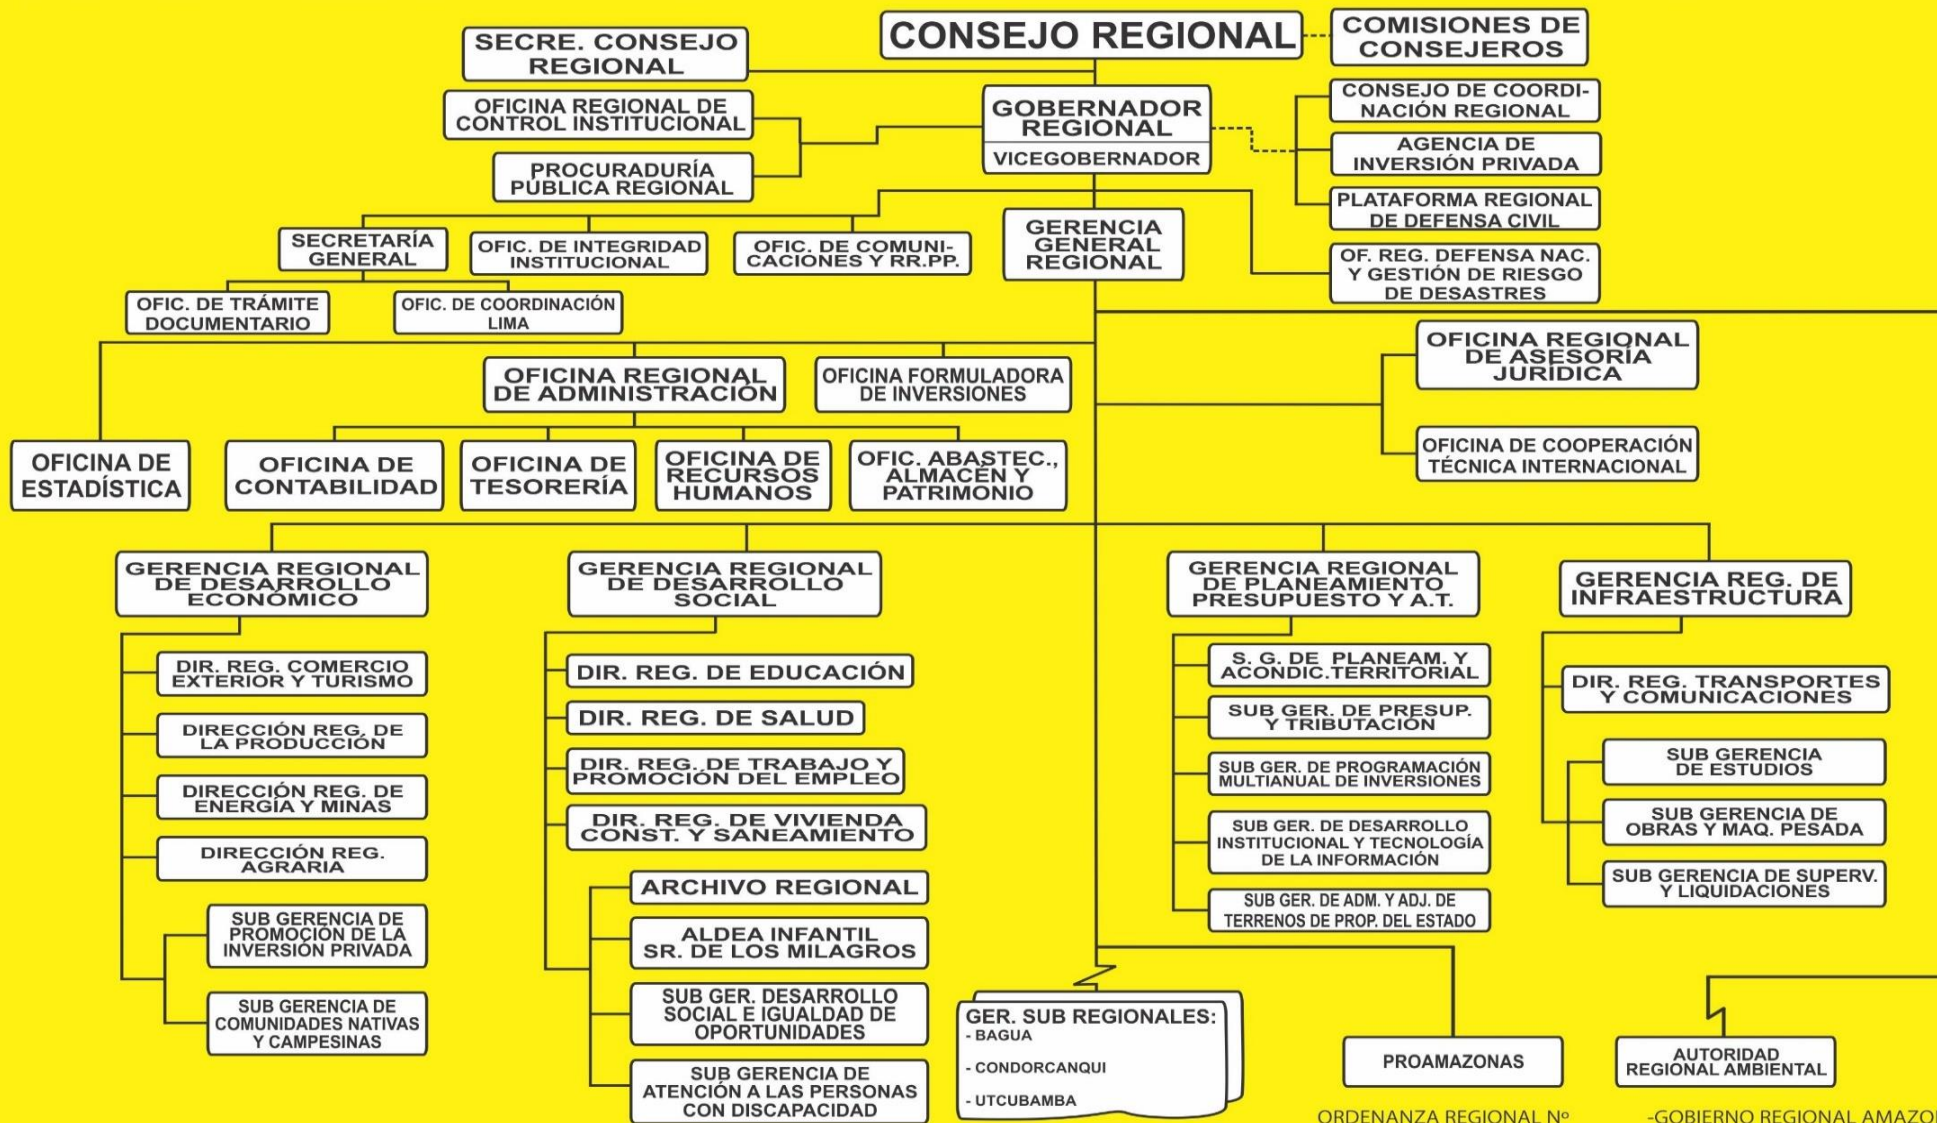 CONSEJO REGIONAL
COMISIONES DE
CONSEJEROS
SECRE. CONSEJO
REGIONAL
OFICINA REGIONAL DE
CONTROL INSTITUCIONAL
PROCURADURÍA
PÚBLICA REGIONAL
GOBERNADOR
REGIONAL
VICEGOBERNADOR
CONSEJO DE COORDI-
NACIÓN REGIONAL
AGENCIA DE
INVERSIÓN PRIVADA
PLATAFORMA REGIONAL
DE DEFENSA CIVIL
SECRETARÍA
GENERAL
OFIC. DE INTEGRIDAD
INSTITUCIONAL
OFIC. DE COMUNI-
CACIONES Y RR.PP.
GERENCIA
GENERAL
REGIONAL
OF. REG. DEFENSA NAC.
Y GESTIÓN DE RIESGO
DE DESASTRES
OFIC. DE TRÁMITE
DOCUMENTARIO
OFIC. DE COORDINACIÓN
LIMA
OFICINA REGIONAL
DE ASESORÍA
JURÍDICA
OFICINA REGIONAL
DE ADMINISTRACIÓN
OFICINA FORMULADORA
DE INVERSIONES
OFICINA DE COOPERACIÓN
TÉCNICA INTERNACIONAL
OFICINA DE
ESTADÍSTICA
OFICINA DE
CONTABILIDAD
OFICINA DE
TESORERÍA
OFICINA DE
RECURSOS
HUMANOS
OFIC. ABASTEC.,
ALMACÉN Y
PATRIMONIO
GERENCIA REGIONAL
DE DESARROLLO
ECONÓMICO
DIR. REG. COMERCIO
EXTERIOR Y TURISMO
DIRECCIÓN REG. DE
LA PRODUCCIÓN
DIRECCIÓN REG. DE
ENERGÍA Y MINAS
DIRECCIÓN REG.
AGRARIA
SUB GERENCIA DE
PROMOCIÓN DE LA
INVERSIÓN PRIVADA
SUB GERENCIA DE
COMUNIDADES NATIVAS
Y CAMPESINAS
GERENCIA REGIONAL
DE DESARROLLO
SOCIAL
DIR. REG. DE EDUCACIÓN
DIR. REG. DE SALUD
DIR. REG. DE TRABAJO Y
PROMOCIÓN DEL EMPLEO
DIR. REG. DE VIVIENDA
CONST. Y SANEAMIENTO
ARCHIVO REGIONAL
ALDEA INFANTIL
SR. DE LOS MILAGROS
SUB GER. DESARROLLO
SOCIAL E IGUALDAD DE
OPORTUNIDADES
SUB GERENCIA DE
ATENCIÓN A LAS PERSONAS
CON DISCAPACIDAD
GERENCIA REGIONAL
DE PLANEAMIENTO
PRESUPUESTO Y A.T.
S. G. DE PLANEAM. Y
ACONDIC.TERRITORIAL
SUB GER. DE PRESUP.
Y TRIBUTACIÓN
SUB GER. DE PROGRAMACIÓN
MULTIANUAL DE INVERSIONES
SUB GER. DE DESARROLLO
INSTITUCIONAL Y TECNOLOGÍA
DE LA INFORMACIÓN
SUB GER. DE ADM. Y ADJ. DE
TERRENOS DE PROP. DEL ESTADO
GERENCIA REG. DE
INFRAESTRUCTURA
DIR. REG. TRANSPORTES
Y COMUNICACIONES
SUB GERENCIA
DE ESTUDIOS
SUB GERENCIA DE
OBRAS Y MAQ. PESADA
SUB GERENCIA DE SUPERV.
Y LIQUIDACIONES
GER. SUB REGIONALES:
- BAGUA
- CONDORCANQUI
- UTCUBAMBA
PROAMAZONAS
AUTORIDAD
REGIONAL AMBIENTAL
ORDENANZA REGIONAL Nº -GOBIERNO REGIONAL